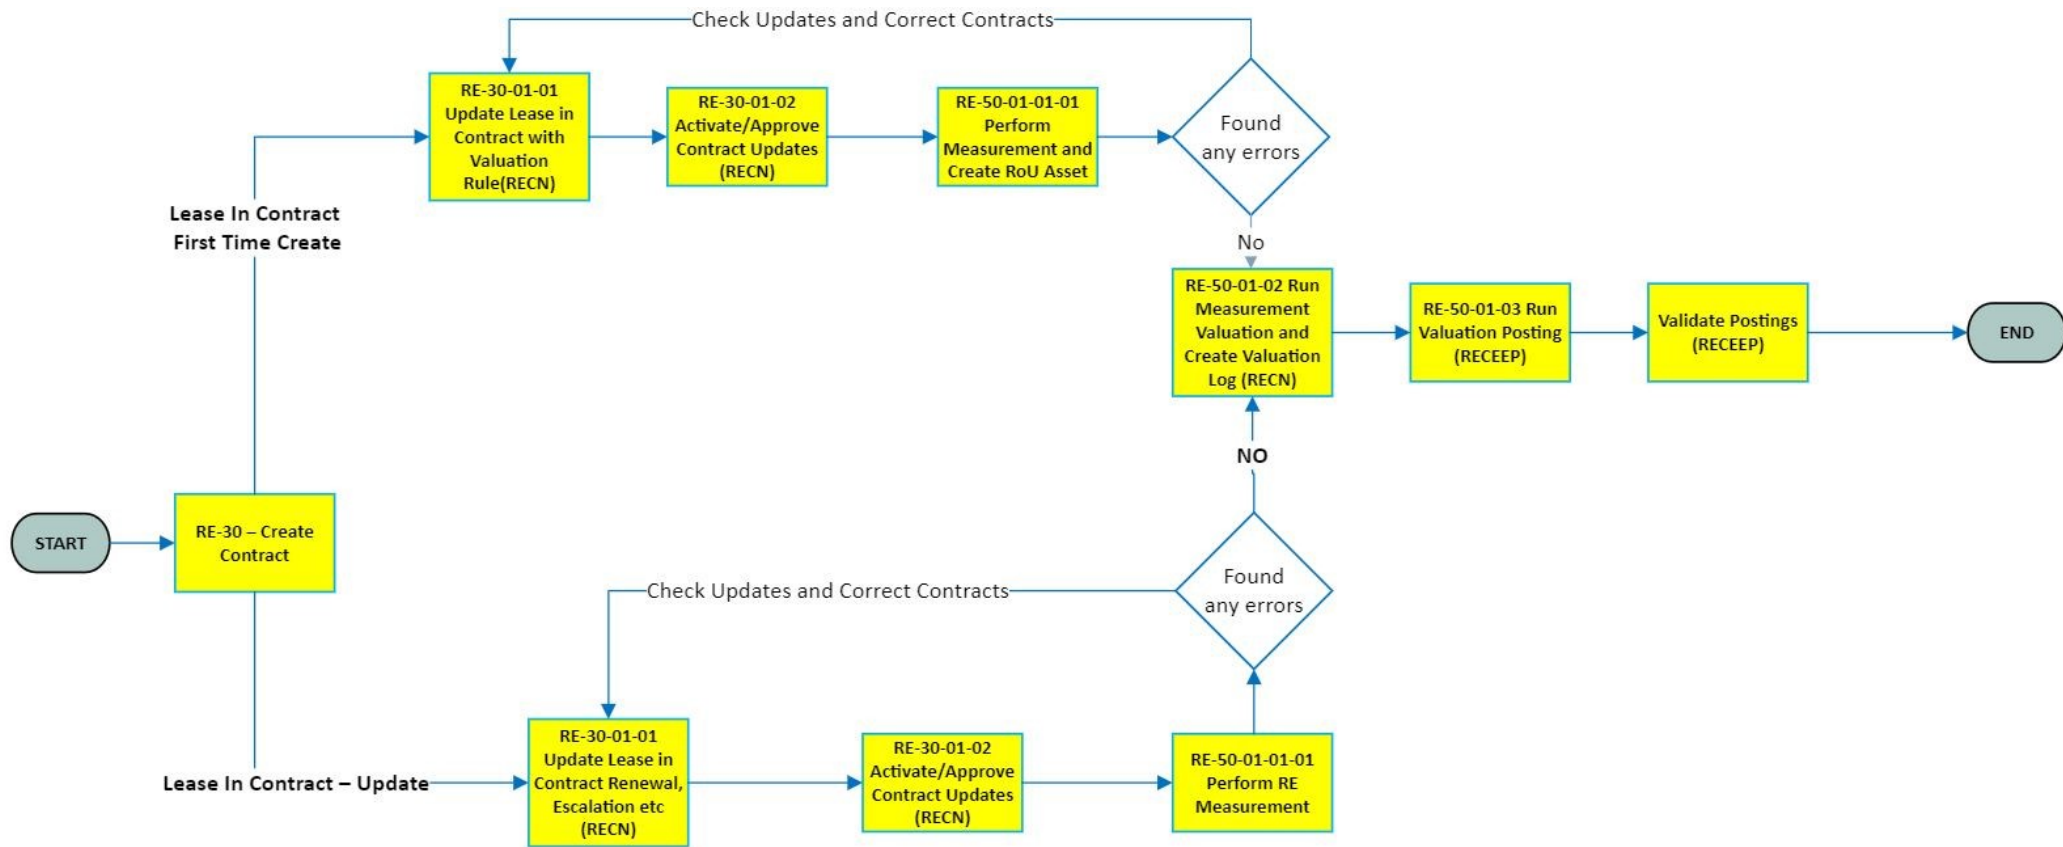 Check Updates and Correct Contracts
RE-30-01-01
Update Lease in
Contract with
Valuation
Rule(RECN)
RE-30-01-02
Activate/Approve
Contract Updates
(RECN)
RE-50-01-01-01
Perform
Measurement and
Create RoU Asset
Found
any errors
Lease In Contract
First Time Create
No
RE-50-01-02 Run
Measurement
Valuation and
Create Valuation
Log (RECN)
RE-50-01-03 Run
Valuation Posting
(RECEEP)
Validate Postings
(RECEEP)
END
NO
START
RE-30 – Create
Contract
Check Updates and Correct Contracts
Found
any errors
Lease In Contract – Update
RE-30-01-01
Update Lease in
Contract Renewal,
Escalation etc
(RECN)
RE-30-01-02
Activate/Approve
Contract Updates
(RECN)
RE-50-01-01-01
Perform RE
Measurement